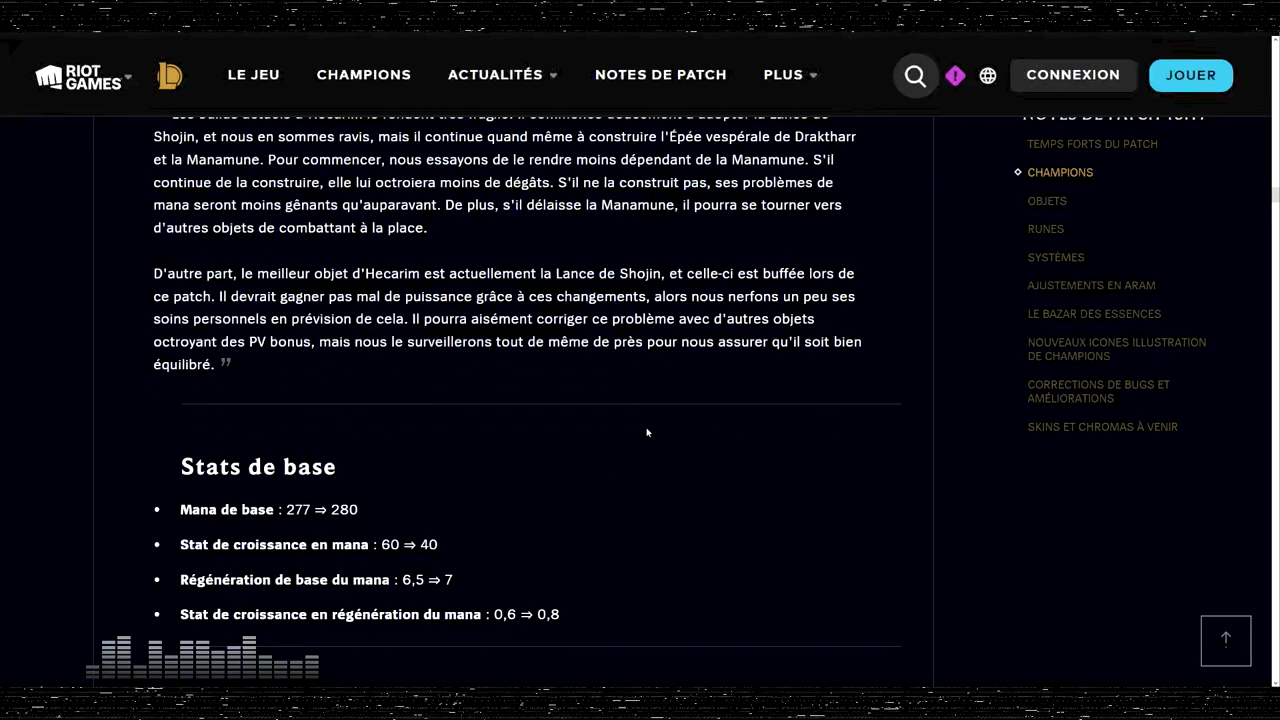 RIOT GAMES
LE JEU
CHAMPIONS
ACTUALITÉS
NOTES DE PATCH
PLUS
CONNEXION
JOUER
Shojin, et nous en sommes ravis, mais il continue quand même à construire l'Épée vespérale de Draktharr
et la Manamune. Pour commencer, nous essayons de le rendre moins dépendant de la Manamune. S'il
continue de la construire, elle lui octroiera moins de dégâts. S'il ne la construit pas, ses problèmes de
mana seront moins gênants qu'auparavant. De plus, s'il délaisse la Manamune, il pourra se tourner vers
d'autres objets de combattant à la place.
D'autre part, le meilleur objet d'Hecarim est actuellement la Lance de Shojin, et celle-ci est buffée lors de
ce patch. Il devrait gagner pas mal de puissance grâce à ces changements, alors nous nerfons un peu ses
soins personnels en prévision de cela. Il pourra aisément corriger ce problème avec d'autres objets
octroyant des PV bonus, mais nous le surveillerons tout de même de près pour nous assurer qu'il soit bien
équilibré. ”
Stats de base
• Mana de base : 277 ⇒ 280
• Stat de croissance en mana : 60 ⇒ 40
• Régénération de base du mana : 6,5 ⇒ 7
• Stat de croissance en régénération du mana : 0,6 ⇒ 0,8
TEMPS FORTS DU PATCH
CHAMPIONS
OBJETS
RUNES
SYSTÈMES
AJUSTEMENTS EN ARAM
LE BAZAR DES ESSENCES
NOUVEAUX ICONES ILLUSTRATION
DE CHAMPIONS
CORRECTIONS DE BUGS ET
AMÉLIORATIONS
SKINS ET CHROMAS À VENIR